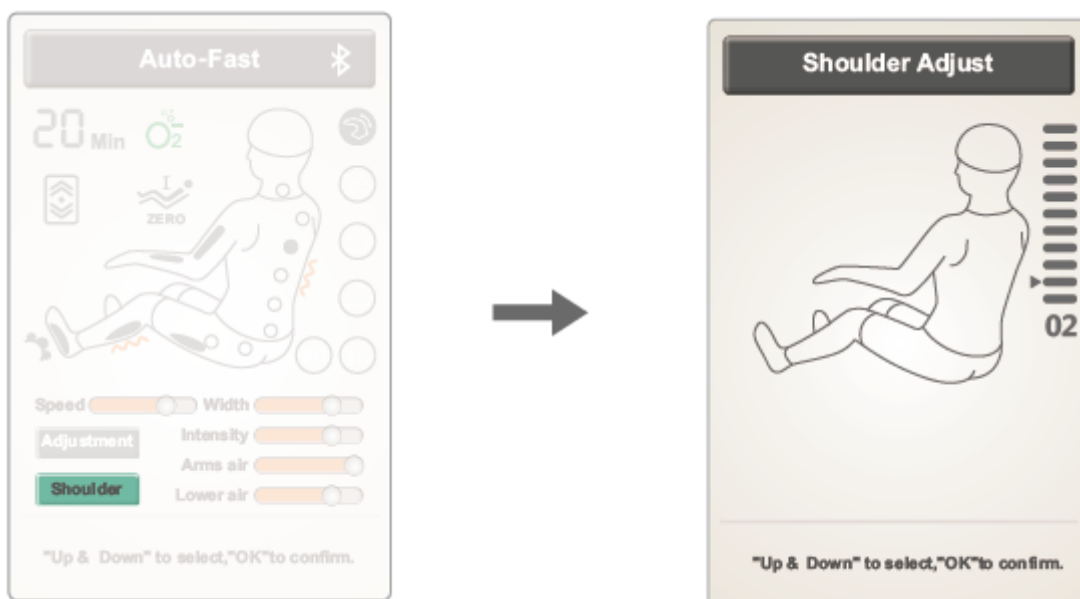 Auto-Fast
20 Min O2
ZERO
Speed Width
Adjustment Intensity
Arms air
Shoulder Lower air
"Up & Down" to select,"OK"to confirm.
Shoulder Adjust
02
"Up & Down" to select,"OK"to confirm.